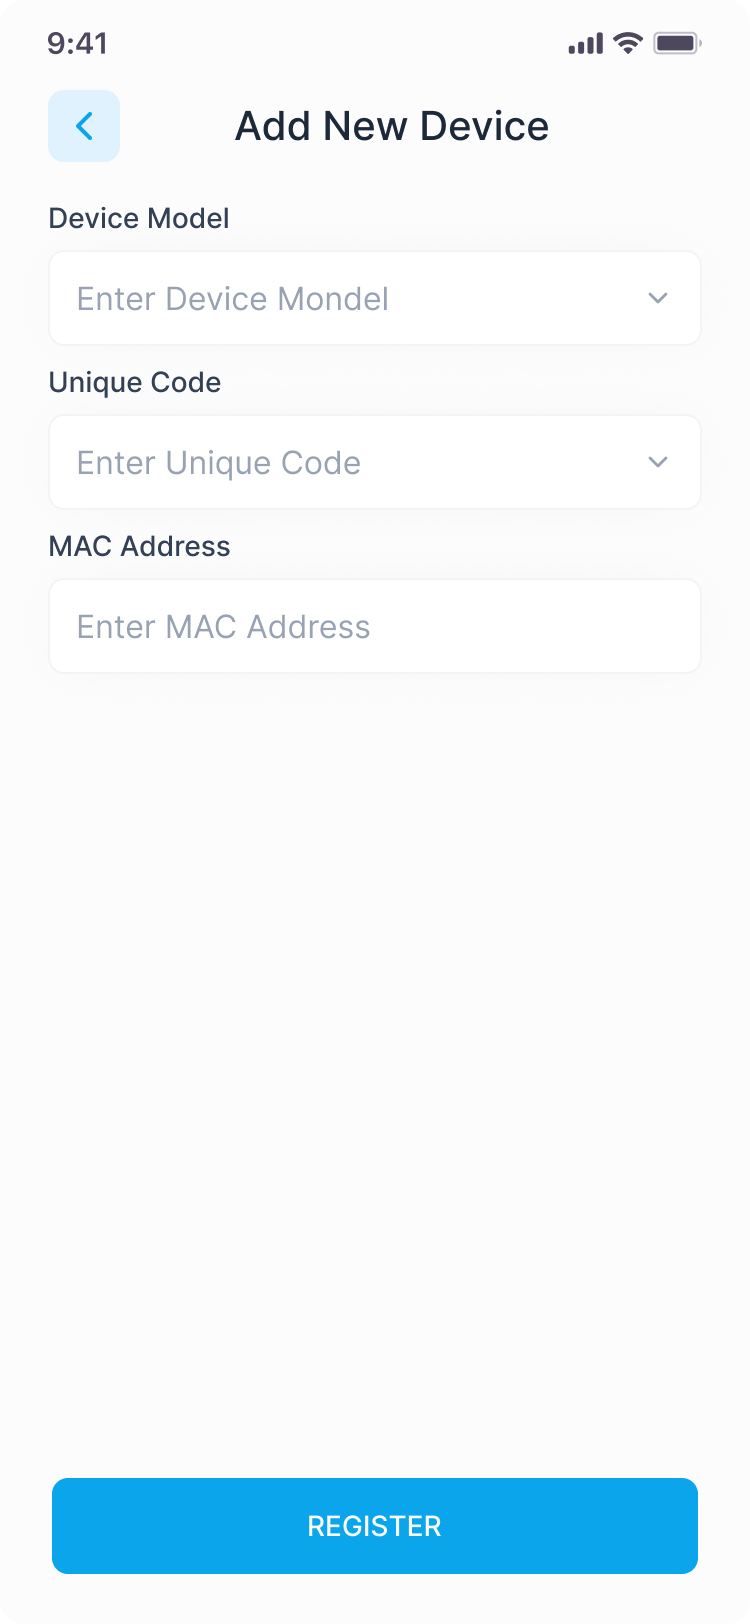 9:41
Add New Device
Device Model
Enter Device Mondel
Unique Code
Enter Unique Code
MAC Address
Enter MAC Address
REGISTER